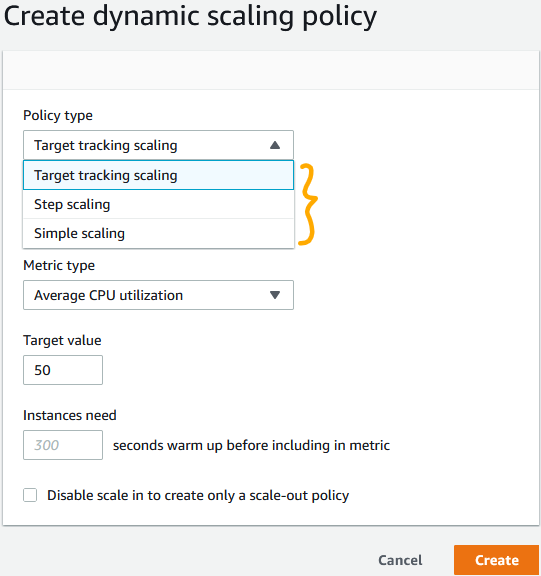 Create dynamic scaling policy
Policy type
Target tracking scaling
Target tracking scaling
Step scaling
Simple scaling
Metric type
Average CPU utilization
Target value
50
Instances need
300 seconds warm up before including in metric
Disable scale in to create only a scale-out policy
Cancel Create